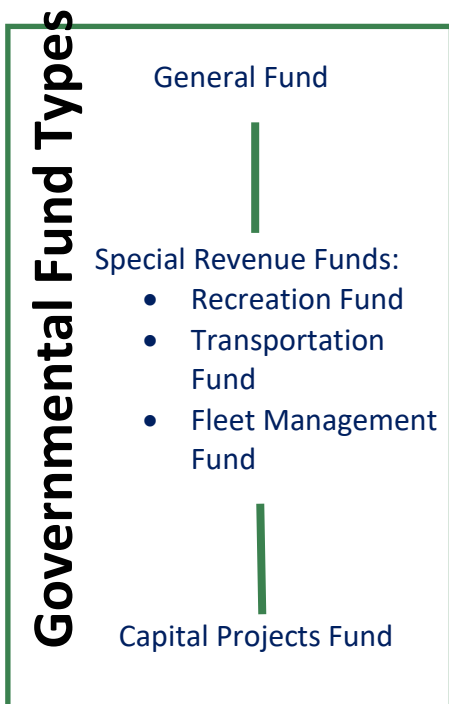 Governmental Fund Types
General Fund
Special Revenue Funds:
• Recreation Fund
• Transportation
Fund
• Fleet Management
Fund
Capital Projects Fund